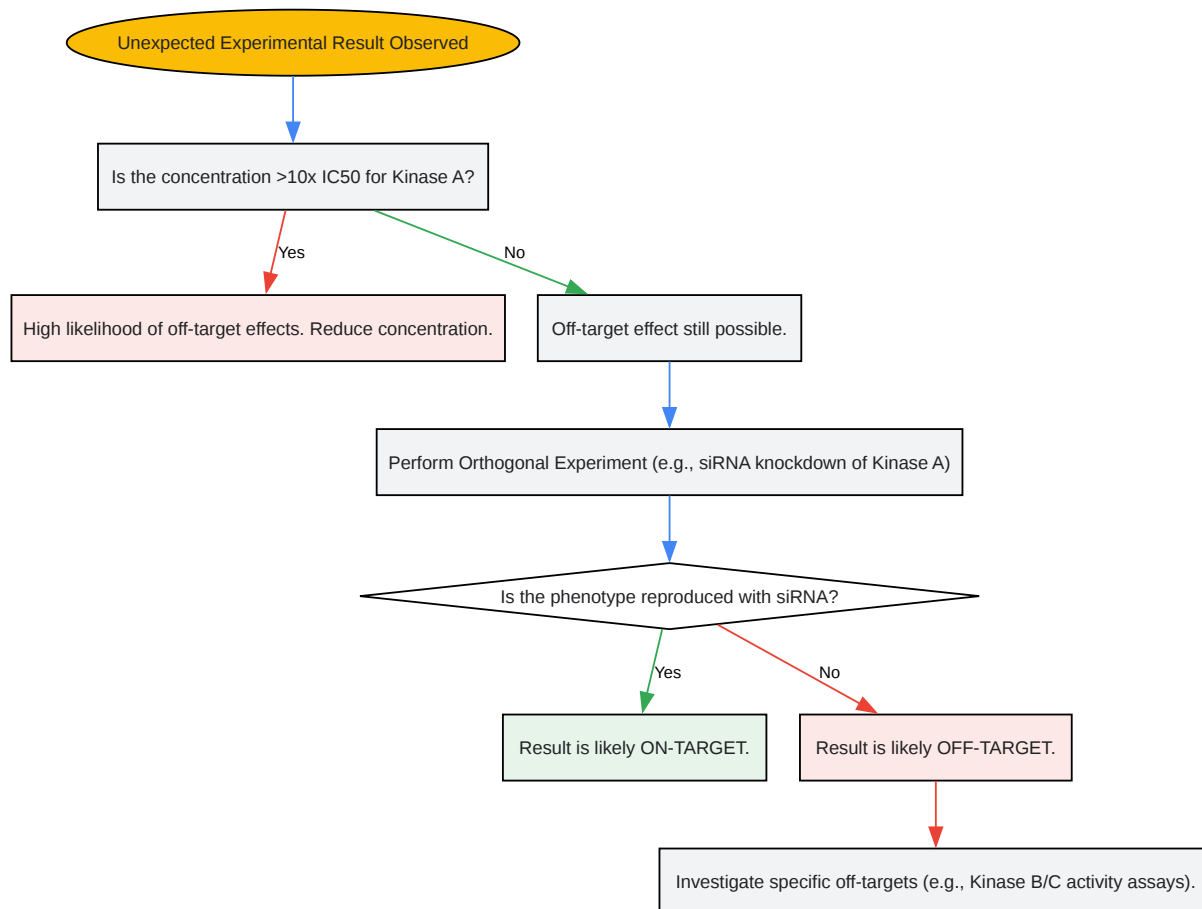 Unexpected Experimental Result Observed
Is the concentration >10x IC50 for Kinase A?
Yes
No
High likelihood of off-target effects. Reduce concentration.
Off-target effect still possible.
Perform Orthogonal Experiment (e.g., siRNA knockdown of Kinase A)
Is the phenotype reproduced with siRNA?
Yes
No
Result is likely ON-TARGET.
Result is likely OFF-TARGET.
Investigate specific off-targets (e.g., Kinase B/C activity assays).